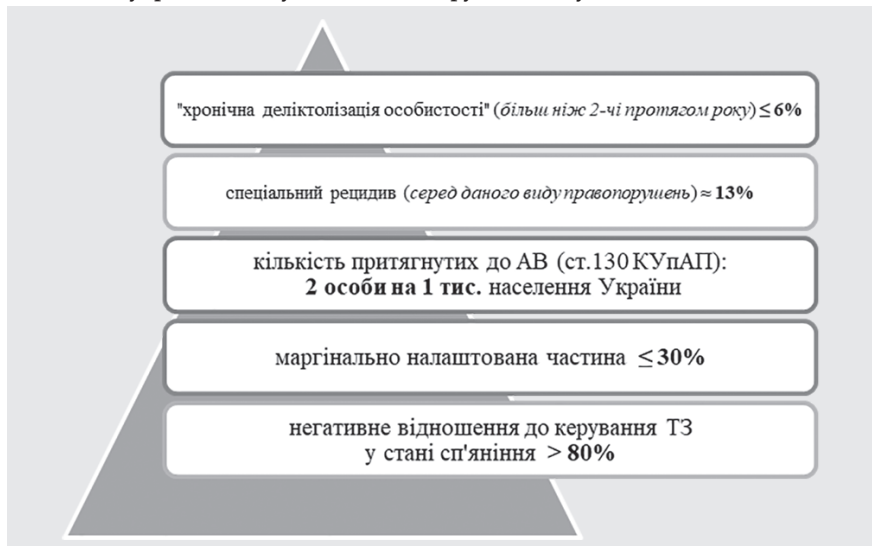 "хронічна деліктолізація особистості" (більш ніж 2-чі протягом року) ≤ 6%
спеціальний рецидив (серед даного виду правопорушень) ≈ 13%
кількість притягнутих до АВ (ст.130 КУпАП):
2 особи на 1 тис. населення України
маргінально налаштована частина ≤ 30%
негативне відношення до керування ТЗ
у стані сп'яніння > 80%